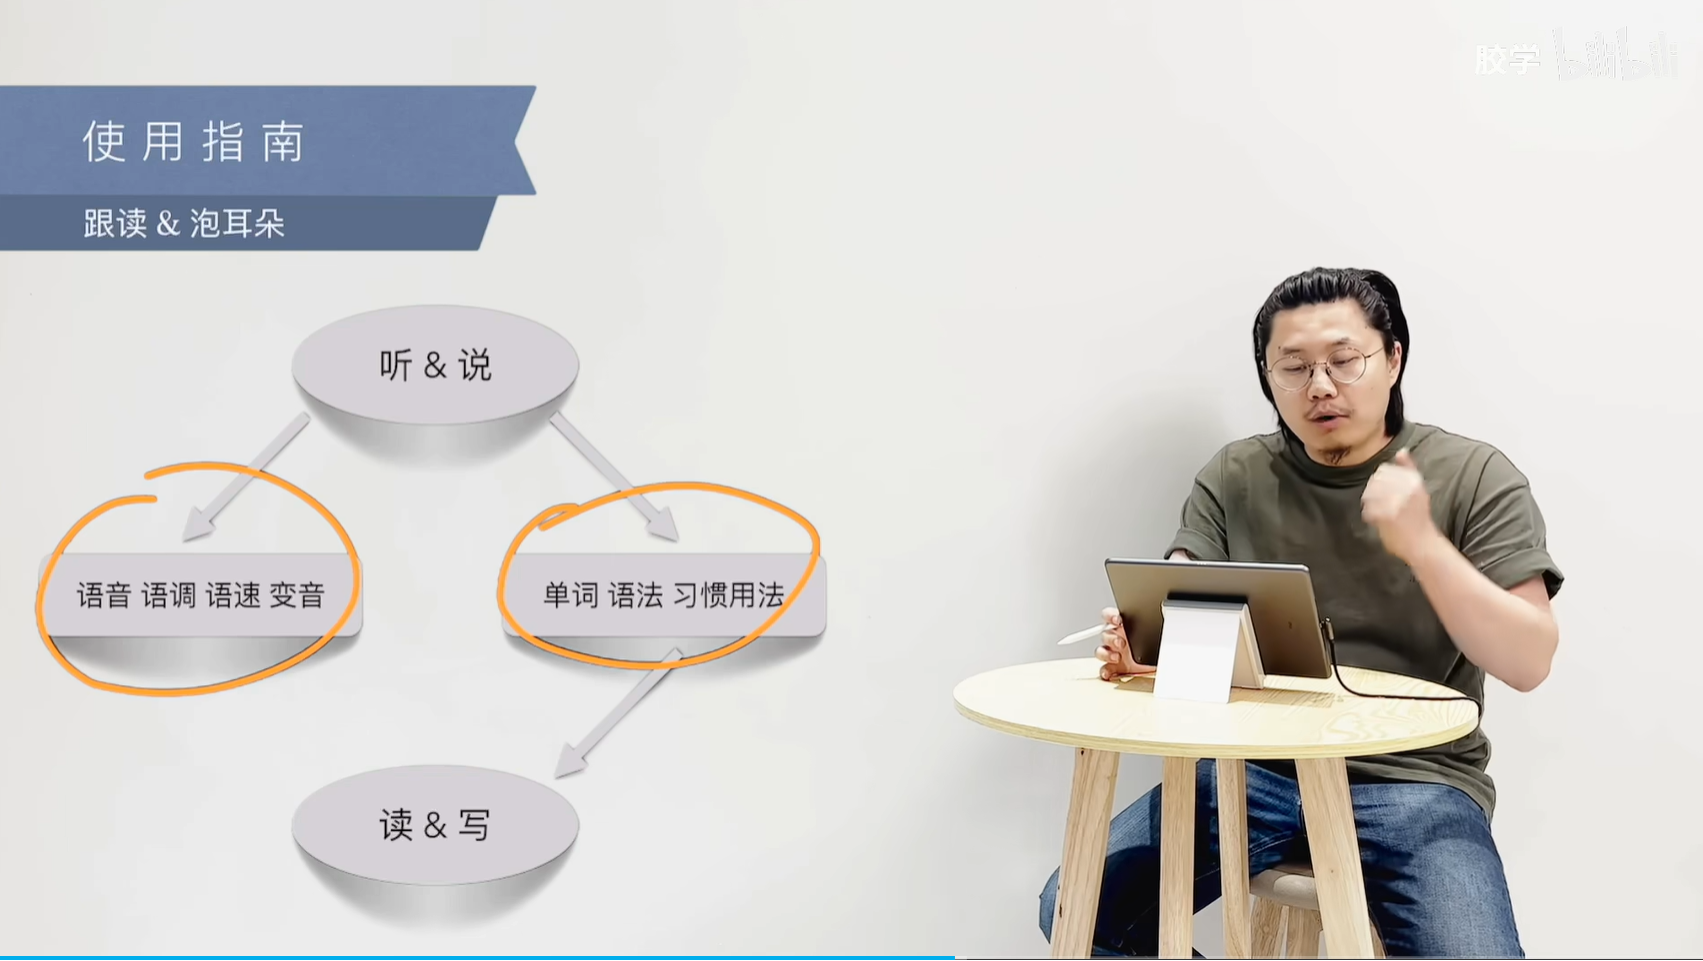 胶学 bilibili
使用指南
跟读 & 泡耳朵
听 & 说
语音 语调 语速 变音
单词 语法 习惯用法
读 & 写